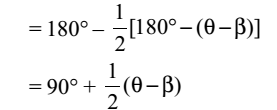 = 180° – 1/2[180° – (θ – β)]
= 90° + 1/2(θ – β)